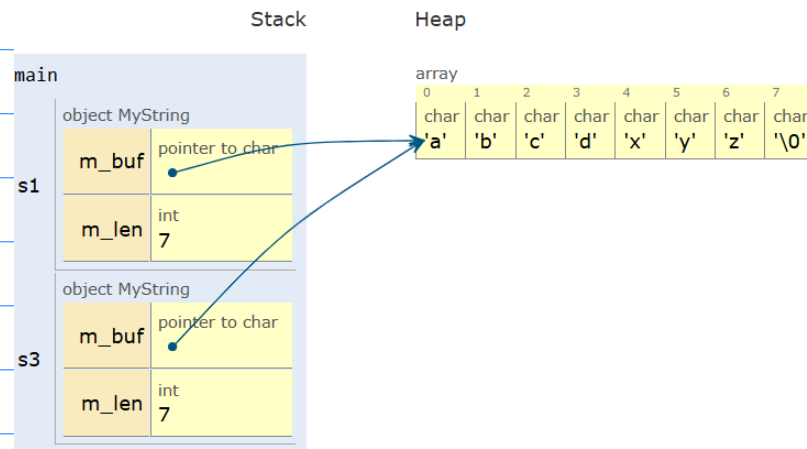 Stack Heap
main
array
0 1 2 3 4 5 6 7
char char char char char char char char
'a' 'b' 'c' 'd' 'x' 'y' 'z' '\0'
s1
object MyString
m_buf pointer to char
m_len int
7
s3
object MyString
m_buf pointer to char
m_len int
7